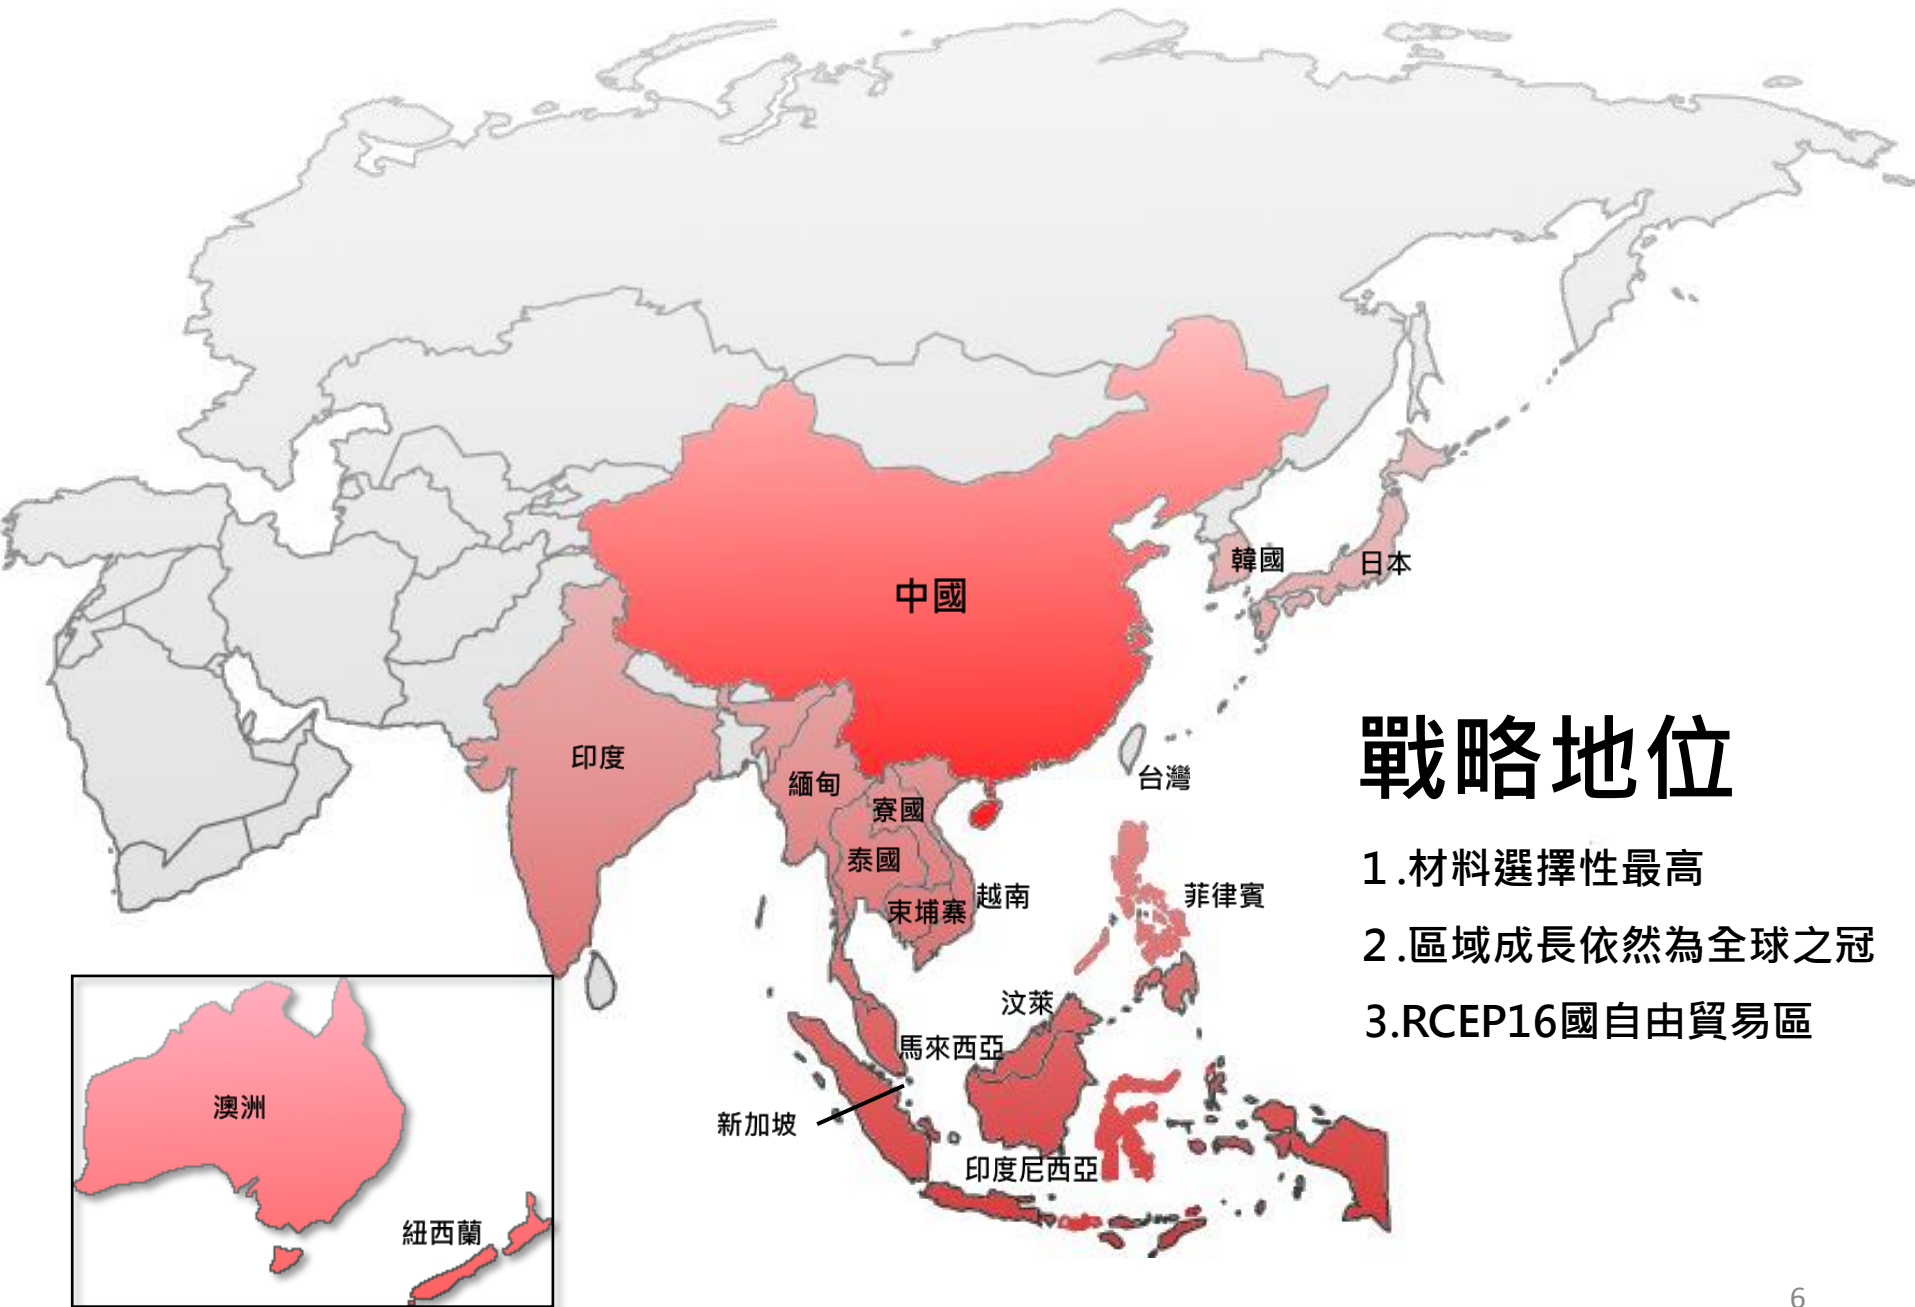 韓國
日本
中國
印度
緬甸
寮國
泰國
柬埔寨
越南
台灣
菲律賓
汶萊
馬來西亞
新加坡
印度尼西亞
澳洲
紐西蘭
戰略地位
1.材料選擇性最高
2.區域成長依然為全球之冠
3.RCEP16國自由貿易區
6